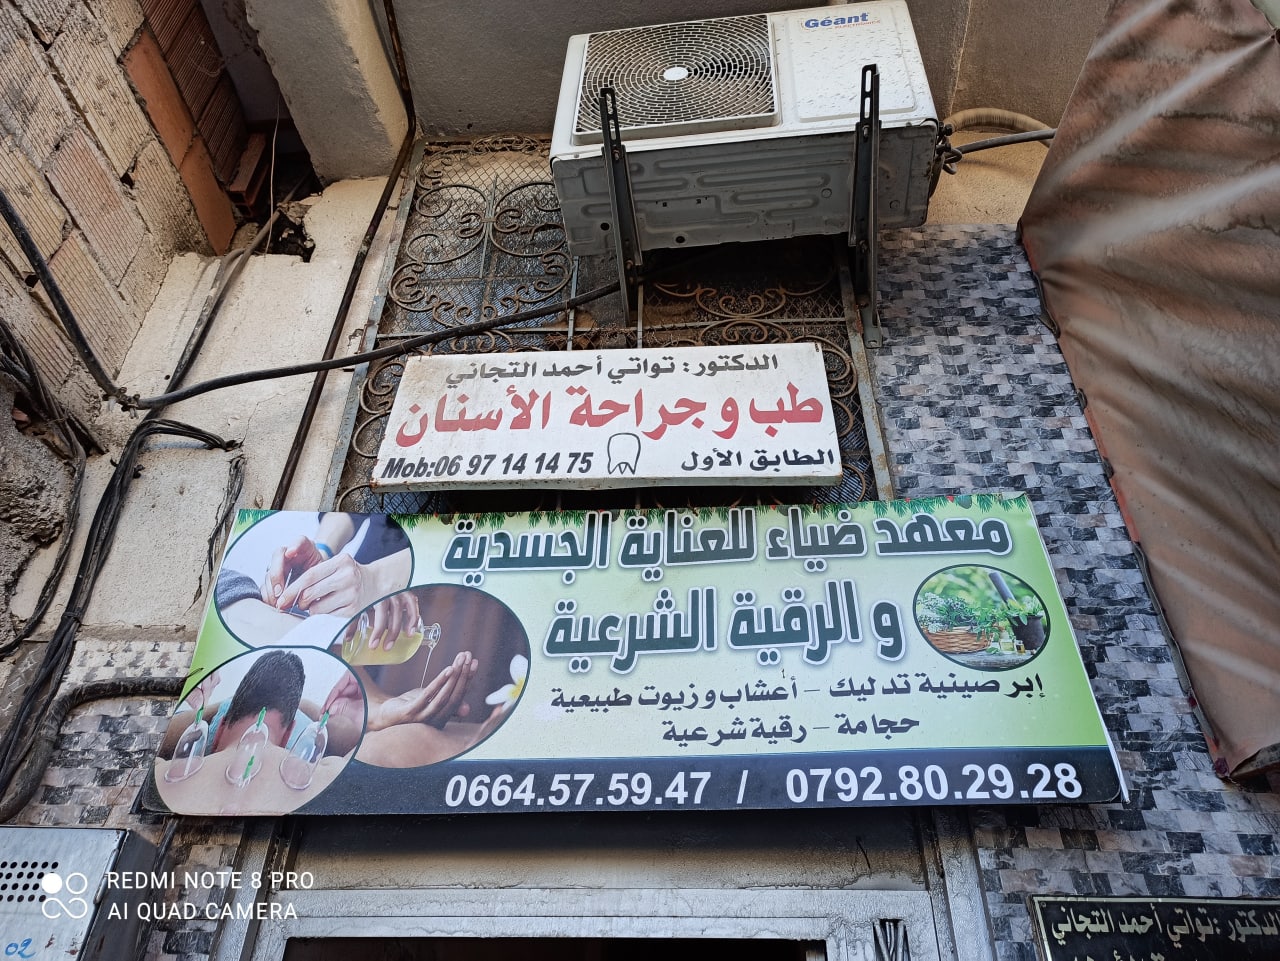 Géant
ELECTRONICS
الدكتور: تواتي أحمد التجاني
طب و جراحة الأسنان
الطابق الأول
Mob:06 97 14 14 75
معهد ضياء للعناية الجسدية
و الرقية الشرعية
إبر صينية تدليك - أعشاب و زيوت طبيعية
حجامة - رقية شرعية
0664.57.59.47 / 0792.80.29.28
الدكتور :تواتي أحمد التجاني
REDMI NOTE 8 PRO
AI QUAD CAMERA
02